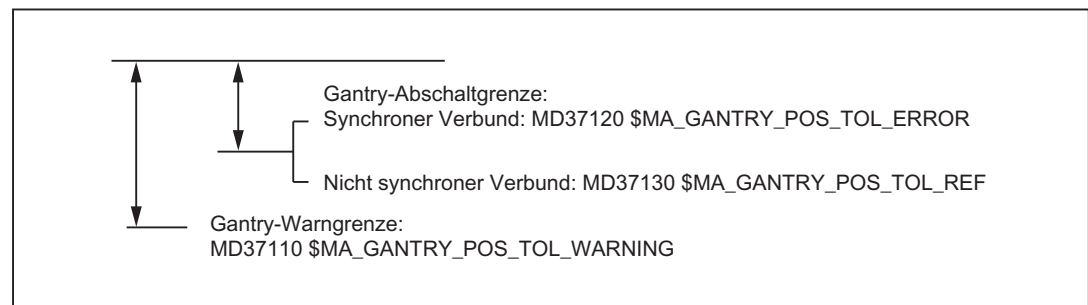 Gantry-Abschaltgrenze:
Synchroner Verbund: MD37120 $MA_GANTRY_POS_TOL_ERROR
Nicht synchroner Verbund: MD37130 $MA_GANTRY_POS_TOL_REF
Gantry-Warngrenze:
MD37110 $MA_GANTRY_POS_TOL_WARNING